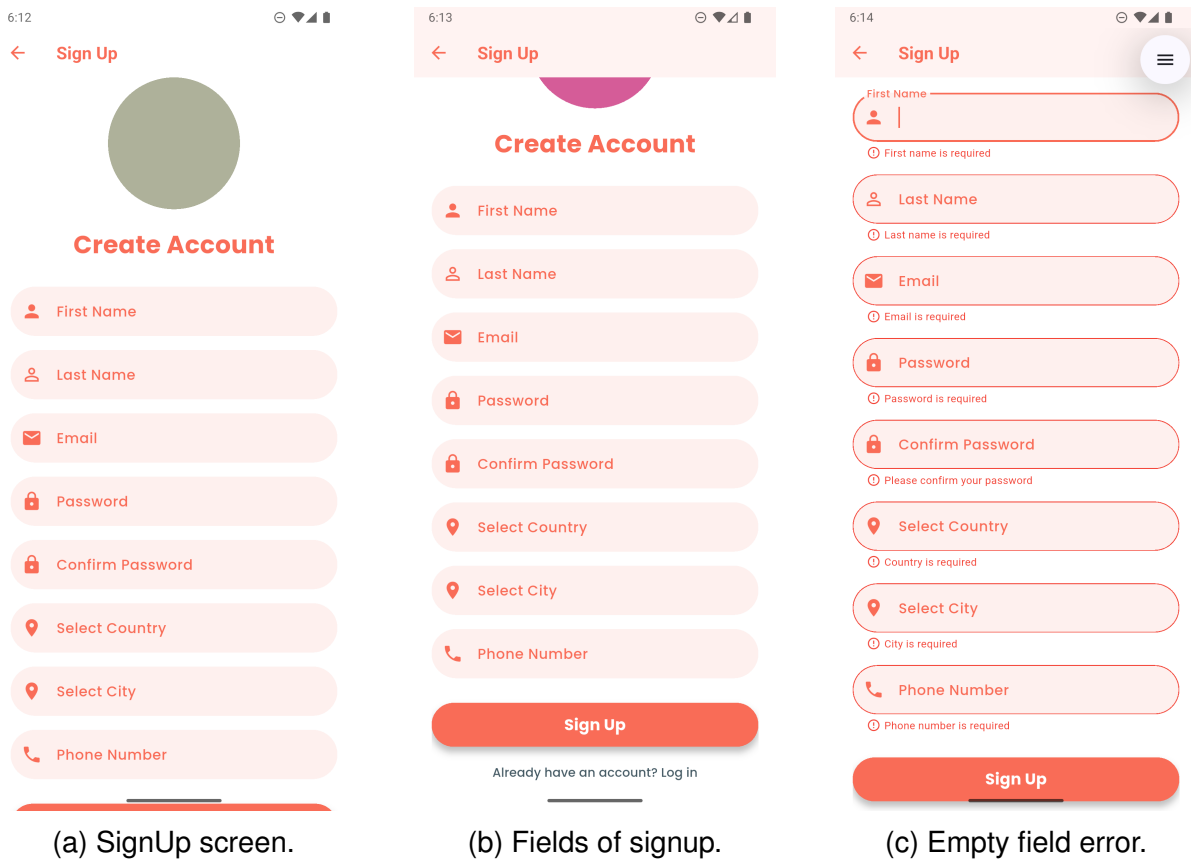 6:12
Sign Up
Create Account
First Name
Last Name
Email
Password
Confirm Password
Select Country
Select City
Phone Number
(a) SignUp screen.
6:13
Sign Up
Create Account
First Name
Last Name
Email
Password
Confirm Password
Select Country
Select City
Phone Number
Sign Up
Already have an account? Log in
(b) Fields of signup.
6:14
Sign Up
First Name
First name is required
Last Name
Last name is required
Email
Email is required
Password
Password is required
Confirm Password
Please confirm your password
Select Country
Country is required
Select City
City is required
Phone Number
Phone number is required
Sign Up
(c) Empty field error.